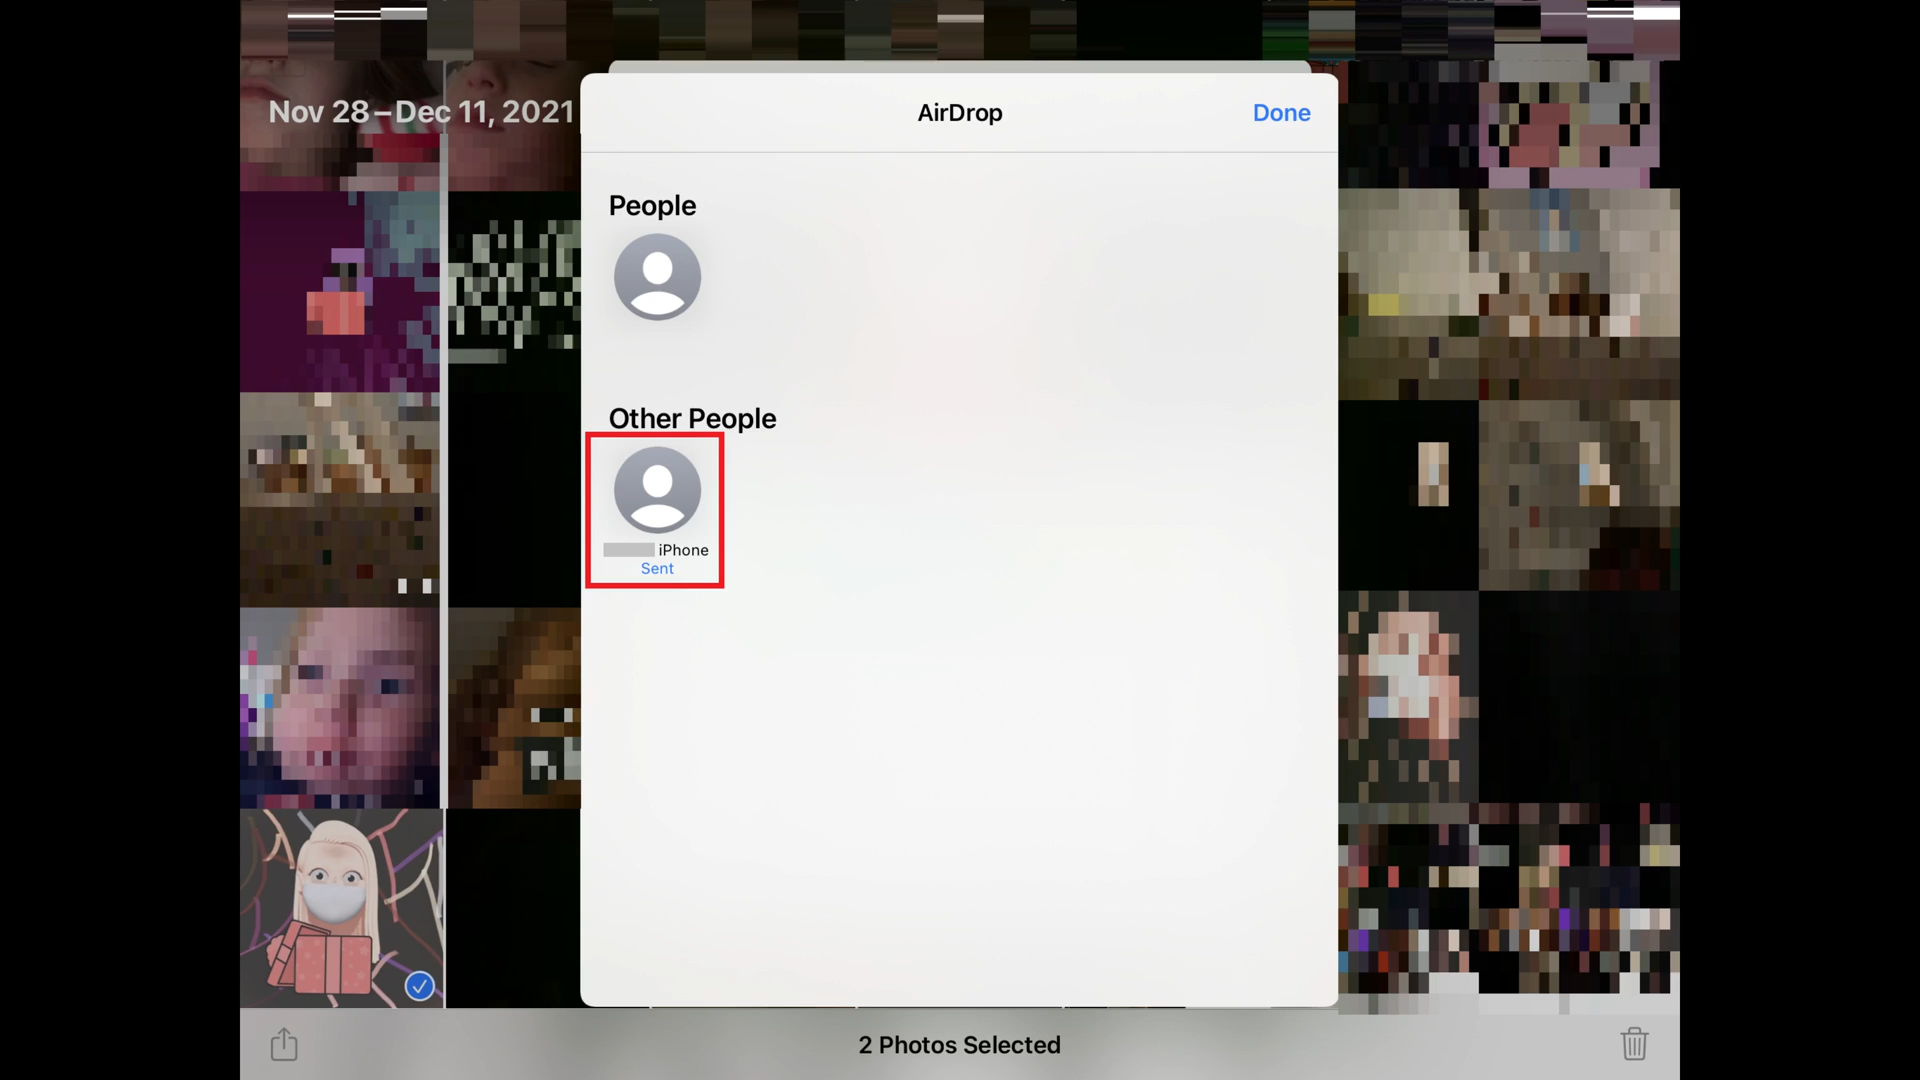 Nov 28–Dec 11, 2021
AirDrop
Done
People
Other People
iPhone
Sent
2 Photos Selected